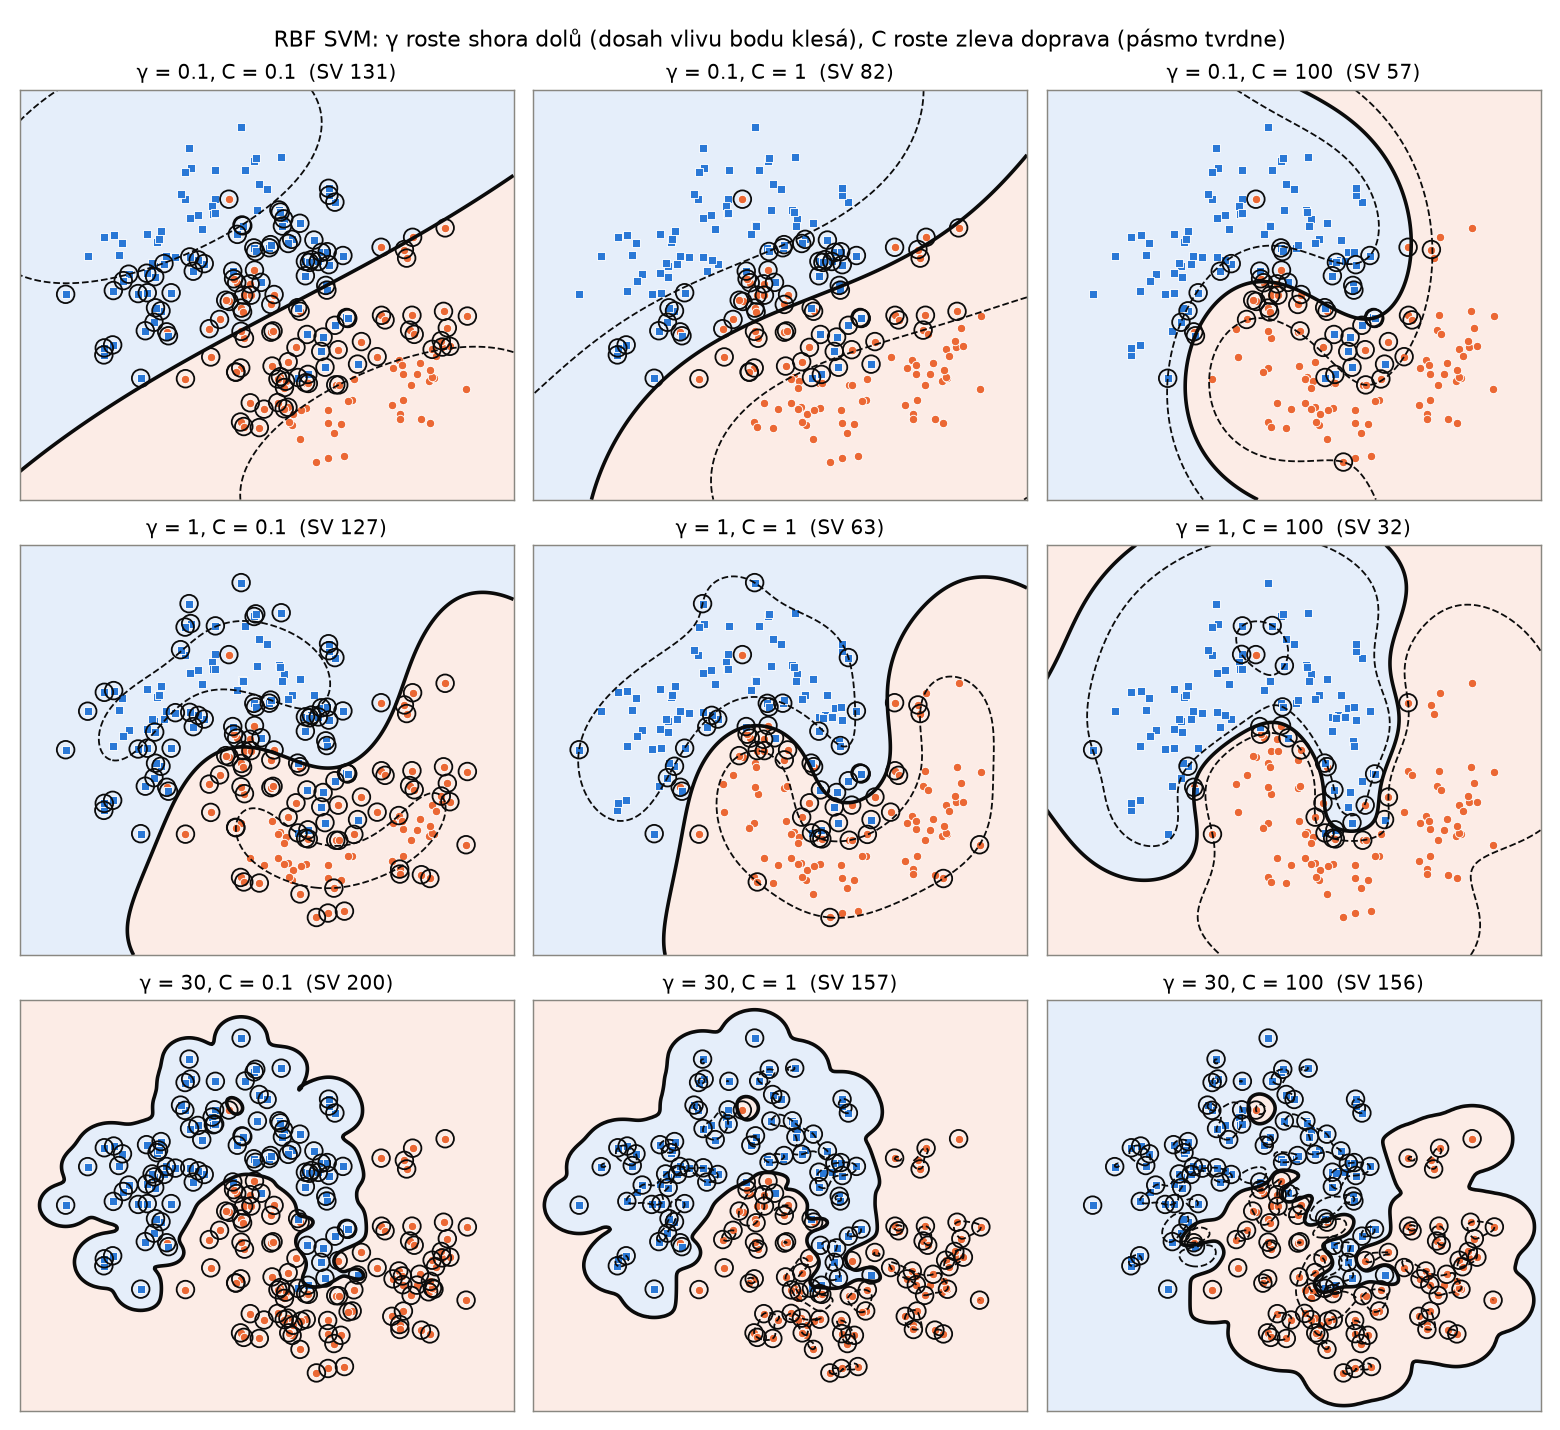 RBF SVM: γ roste shora dolů (dosah vlivu bodu klesá), C roste zleva doprava (pásmo tvrdne)
γ = 0.1, C = 0.1  (SV 131)
γ = 0.1, C = 1  (SV 82)
γ = 0.1, C = 100  (SV 57)
γ = 1, C = 0.1  (SV 127)
γ = 1, C = 1  (SV 63)
γ = 1, C = 100  (SV 32)
γ = 30, C = 0.1  (SV 200)
γ = 30, C = 1  (SV 157)
γ = 30, C = 100  (SV 156)